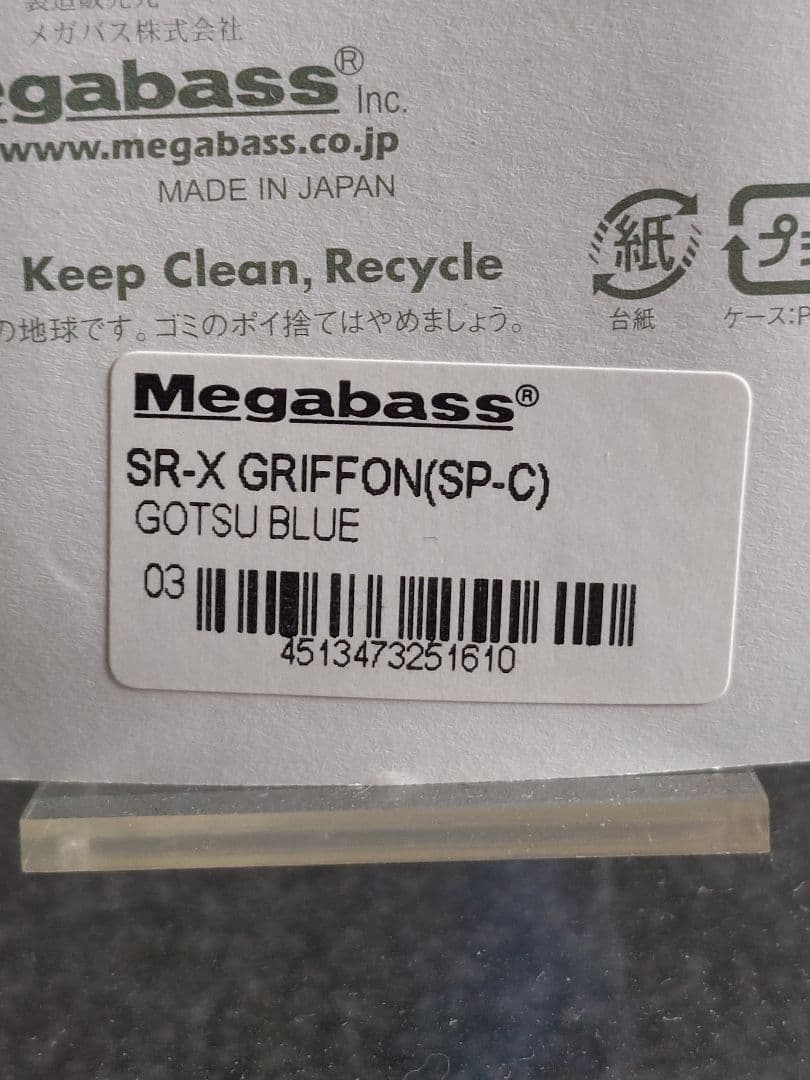 メガバス株式会社
egabass®
Inc.
www.megabass.co.jp
MADE IN JAPAN
Keep Clean, Recycle
の地球です。ゴミのポイ捨てはやめましょう。
紙
台紙
プ
ケース:P
Megabass®
SR-X GRIFFON(SP-C)
GOTSU BLUE
03
4513473251610